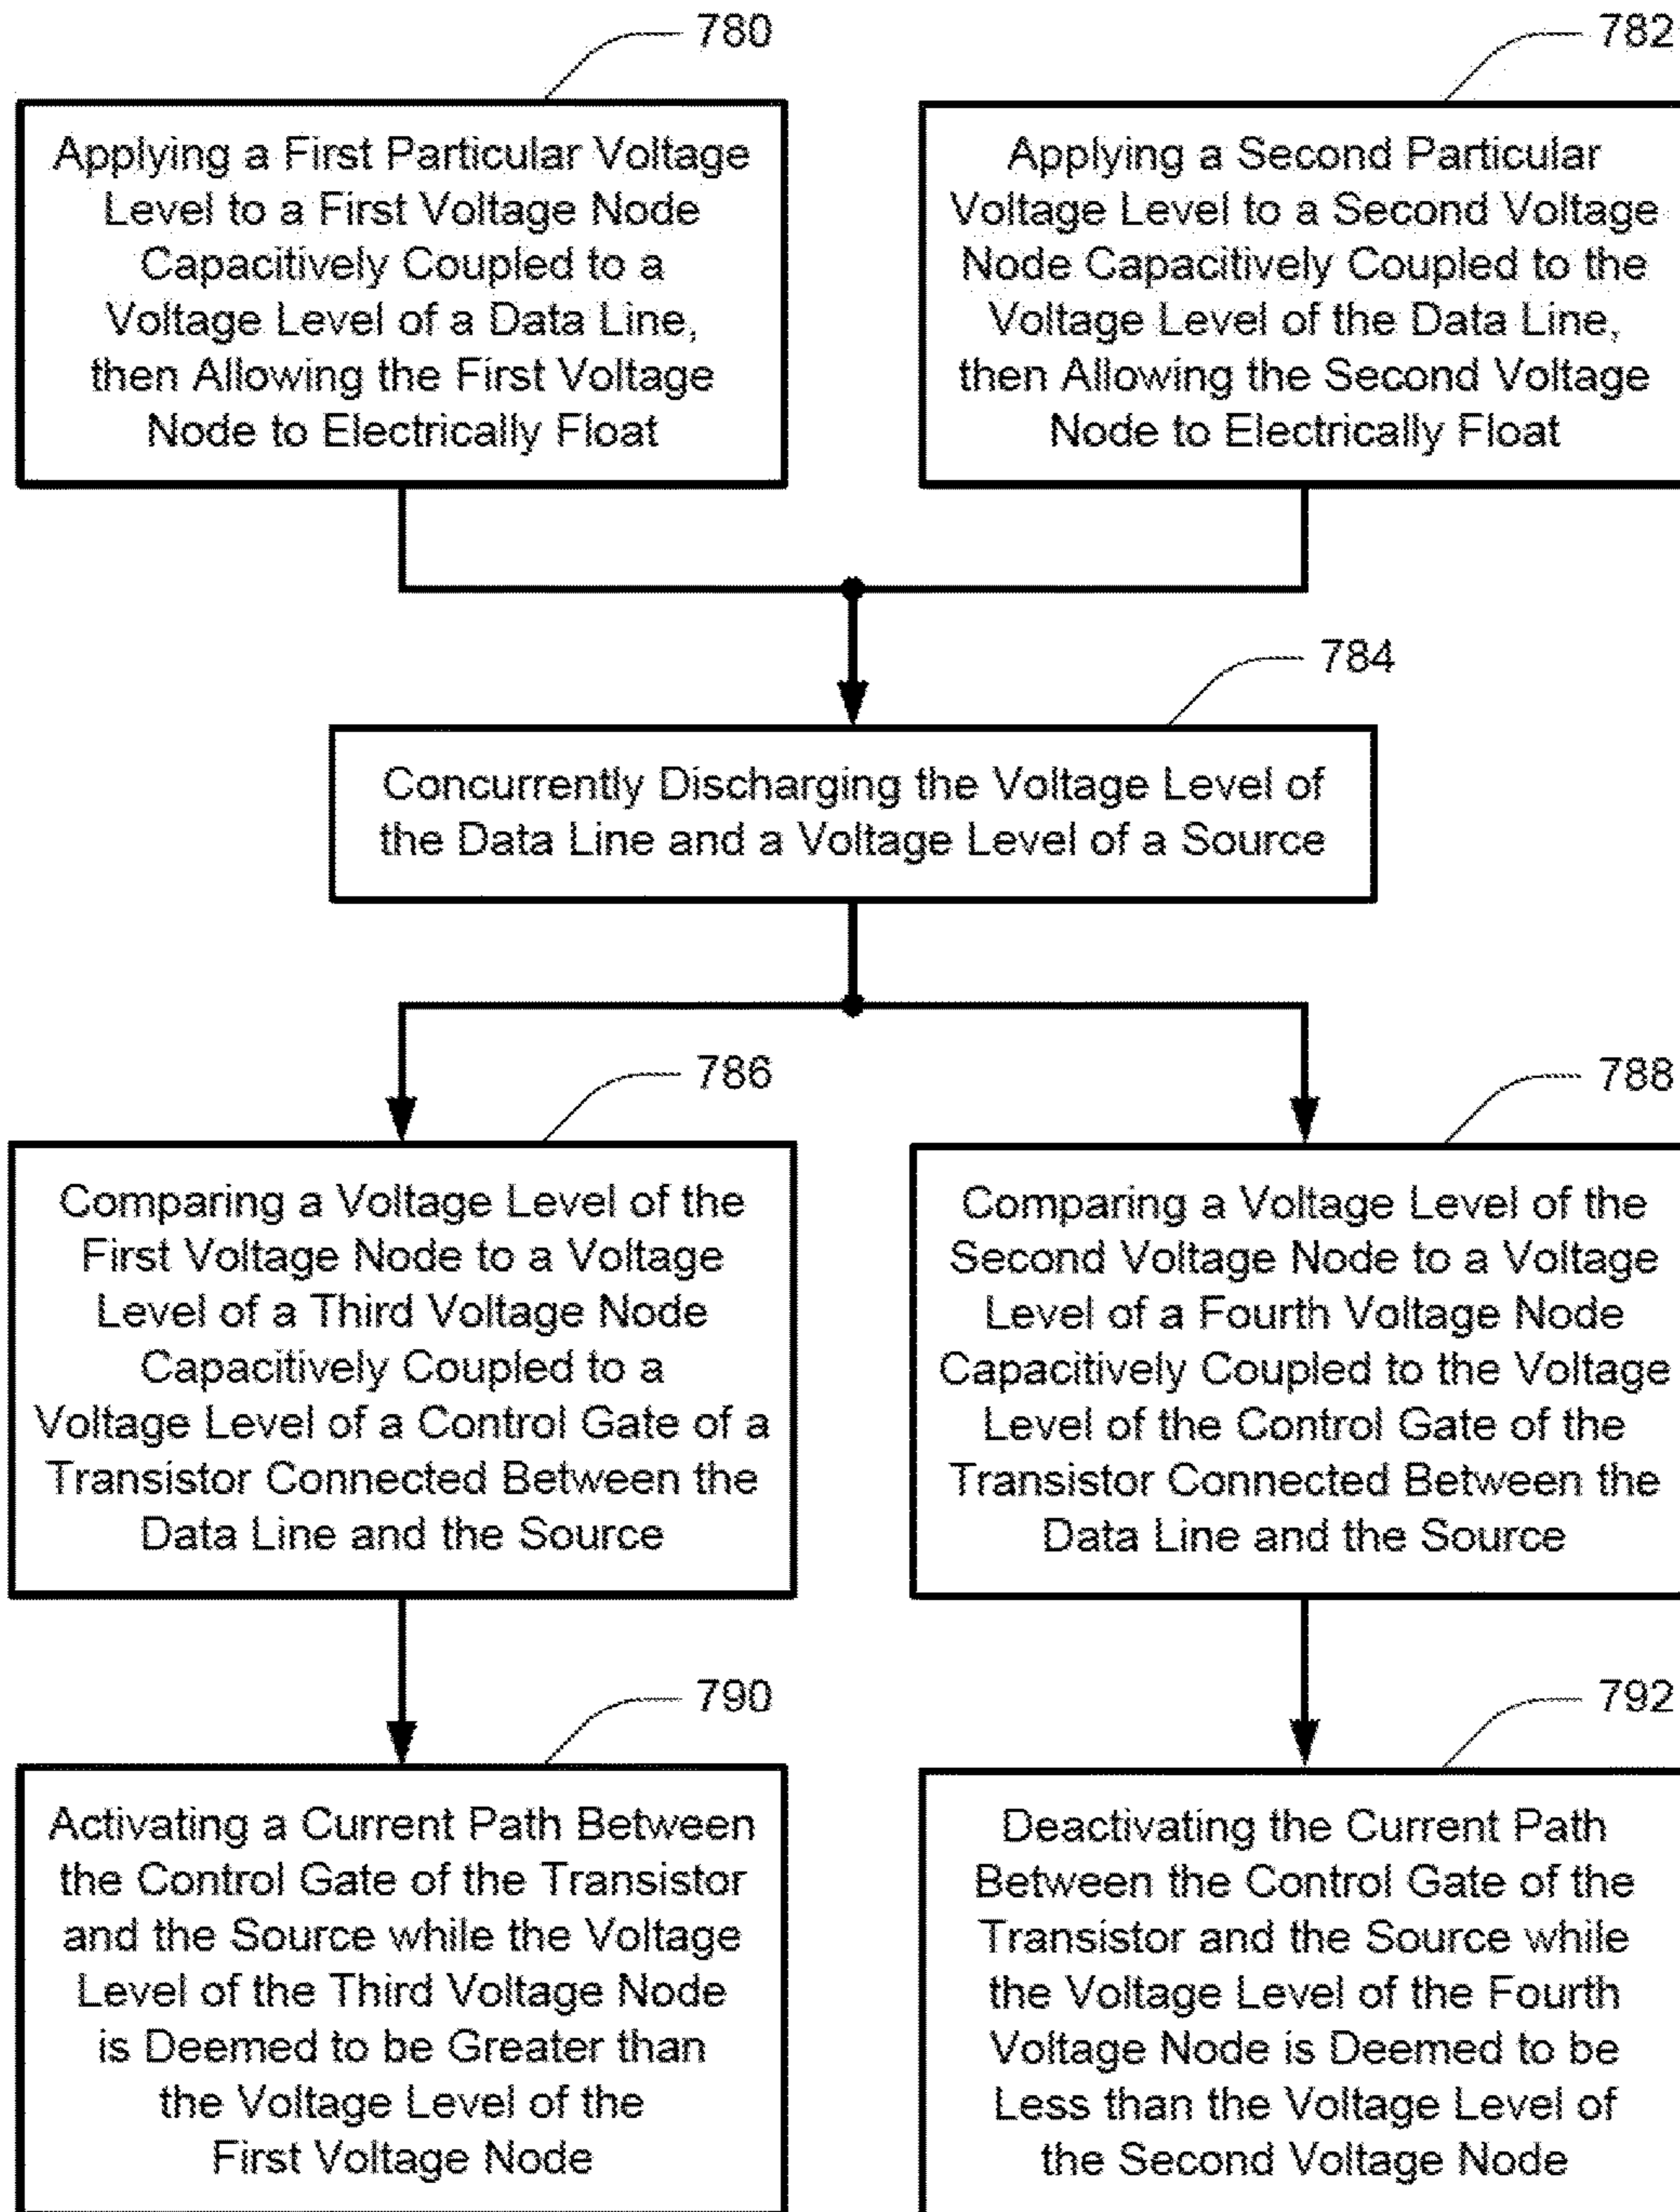 780
Applying a First Particular Voltage
Level to a First Voltage Node
Capacitively Coupled to a
Voltage Level of a Data Line,
then Allowing the First Voltage
Node to Electrically Float
782
Applying a Second Particular
Voltage Level to a Second Voltage
Node Capacitively Coupled to the
Voltage Level of the Data Line,
then Allowing the Second Voltage
Node to Electrically Float
784
Concurrently Discharging the Voltage Level of
the Data Line and a Voltage Level of a Source
786
Comparing a Voltage Level of the
First Voltage Node to a Voltage
Level of a Third Voltage Node
Capacitively Coupled to a
Voltage Level of a Control Gate of a
Transistor Connected Between the
Data Line and the Source
788
Comparing a Voltage Level of the
Second Voltage Node to a Voltage
Level of a Fourth Voltage Node
Capacitively Coupled to the Voltage
Level of the Control Gate of the
Transistor Connected Between the
Data Line and the Source
790
Activating a Current Path Between
the Control Gate of the Transistor
and the Source while the Voltage
Level of the Third Voltage Node
is Deemed to be Greater than
the Voltage Level of the
First Voltage Node
792
Deactivating the Current Path
Between the Control Gate of the
Transistor and the Source while
the Voltage Level of the Fourth
Voltage Node is Deemed to be
Less than the Voltage Level of
the Second Voltage Node